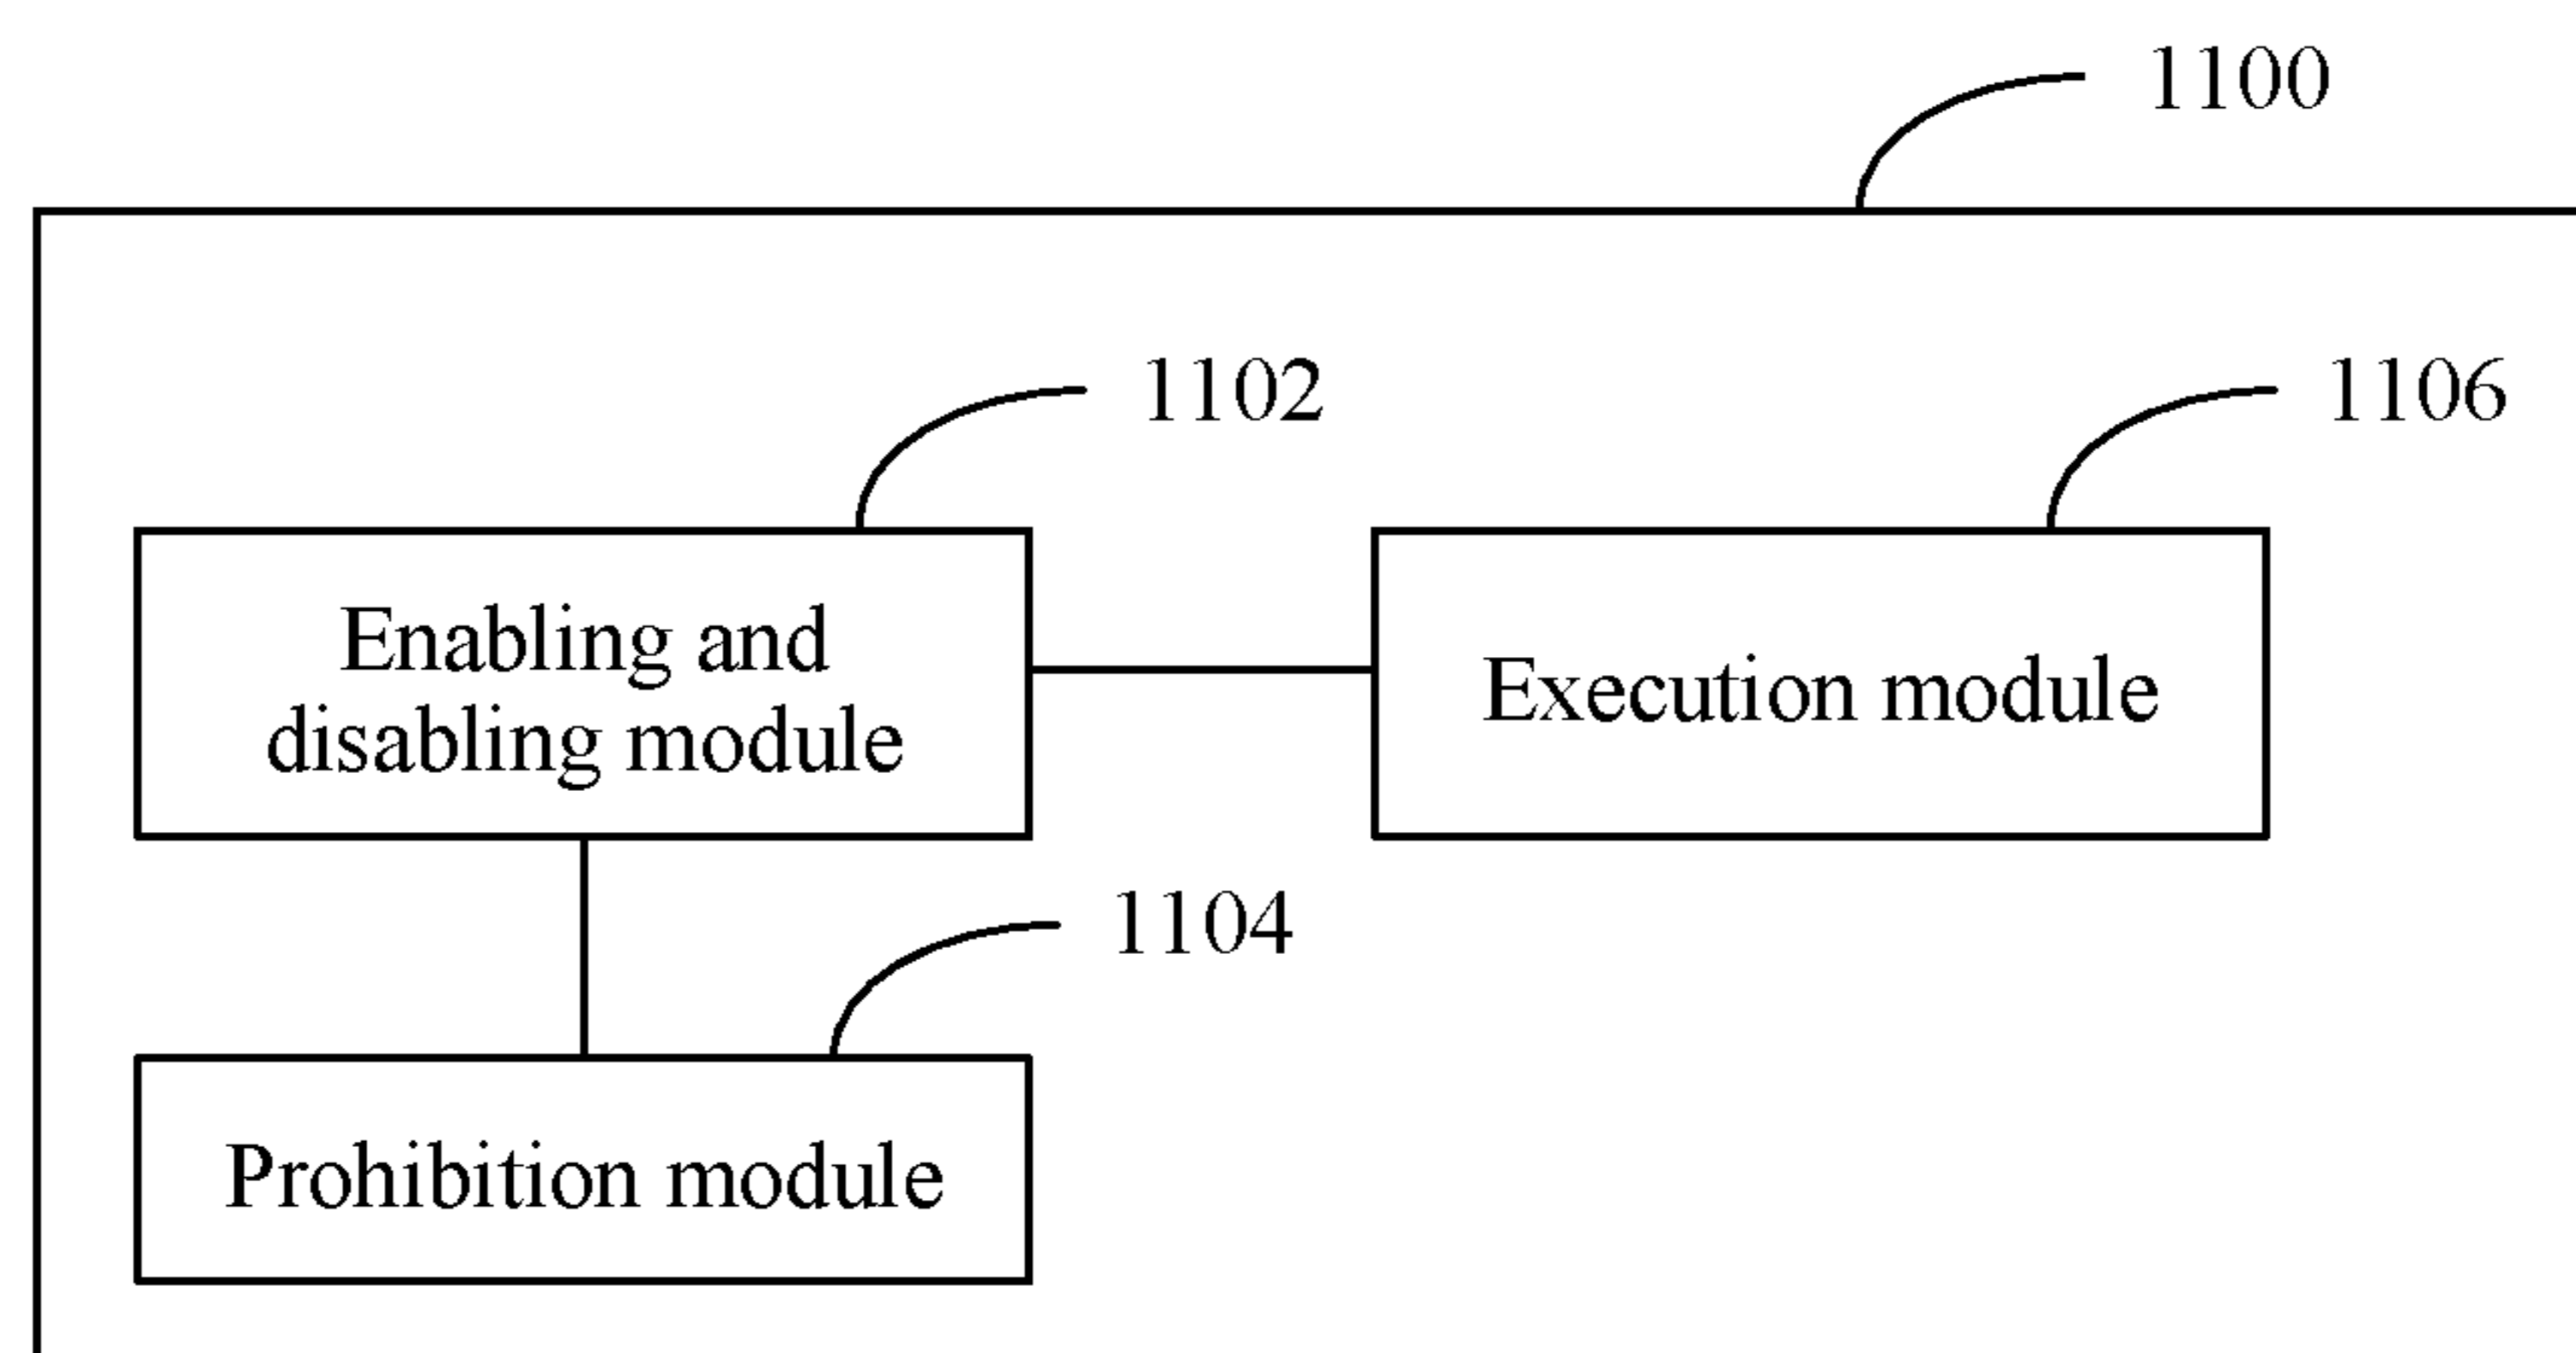 1100
1102
1106
Enabling and
disabling module
Execution module
1104
Prohibition module